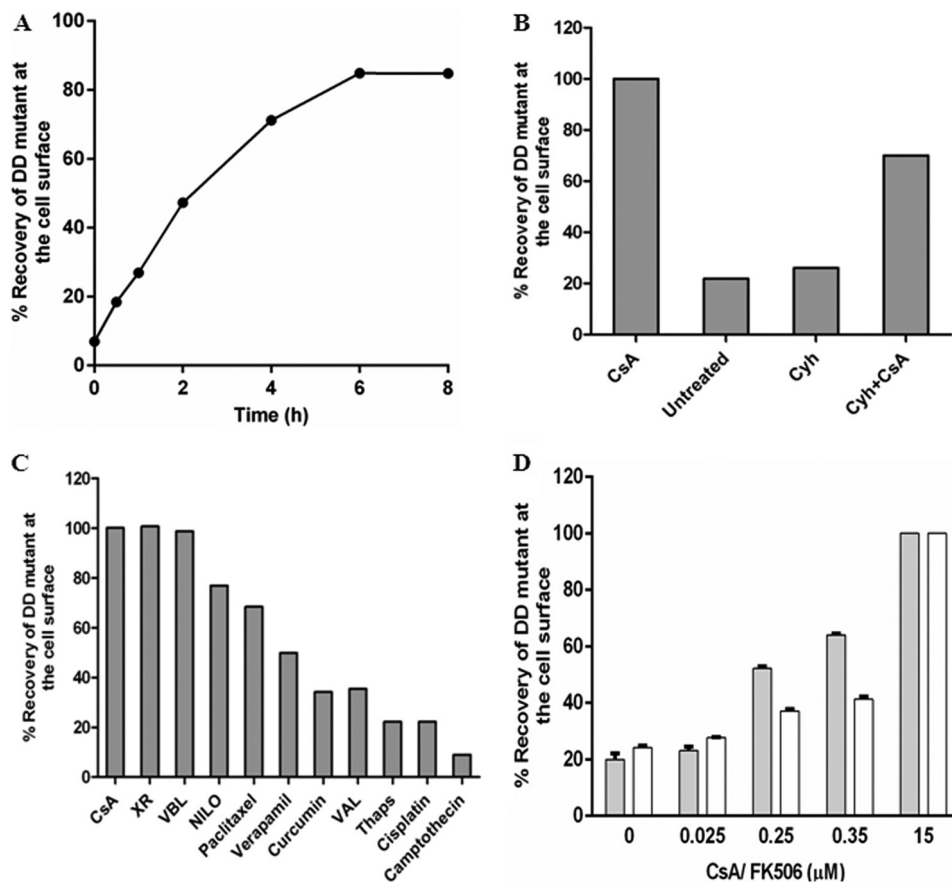 A
% Recovery of DD mutant at
the cell surface
100
80
60
40
20
0
0 2 4 6 8
Time (h)
B
% Recovery of DD mutant at
the cell surface
120
100
80
60
40
20
0
CsA
Untreated
Cyh
Cyh+CsA
C
% Recovery of DD mutant at
the cell surface
120
100
80
60
40
20
0
CsA
XR
VBL
NILO
Paclitaxel
Verapamil
Curcumin
VAL
Thaps
Cisplatin
Camptothecin
D
% Recovery of DD mutant at
the cell surface
120
100
80
60
40
20
0
0 0.025 0.25 0.35 15
CsA/ FK506 (μM)